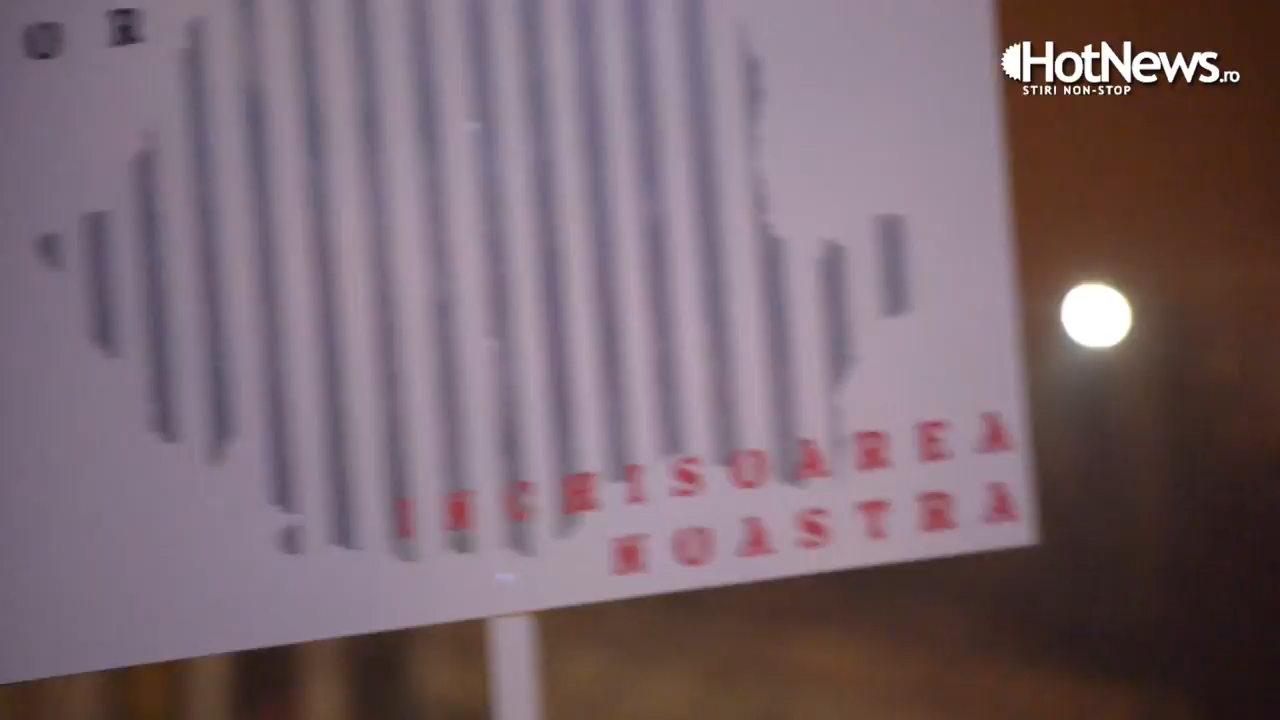 O R
HotNews.ro
STIRI NON-STOP
INCHISOAREA
NOASTRA